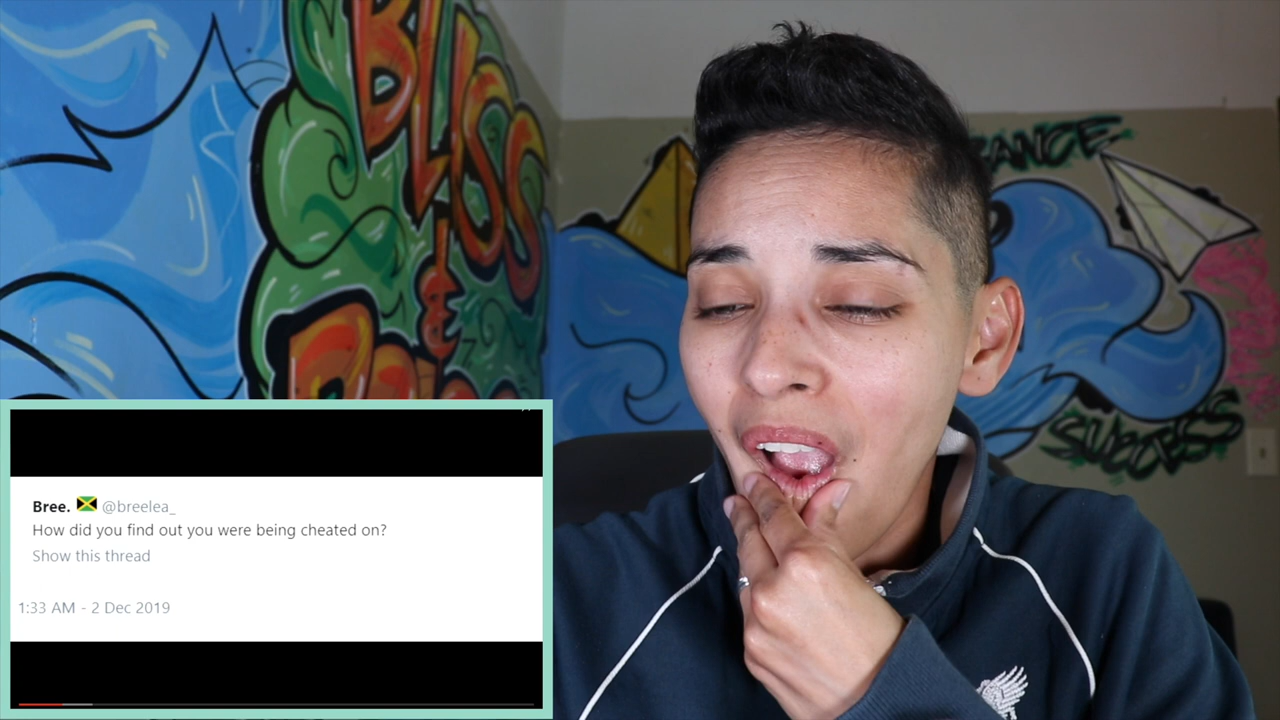 BLISS
&
ANCE
SUCCESS
Bree. 🇯🇲 @breelea_
How did you find out you were being cheated on?
Show this thread
1:33 AM - 2 Dec 2019